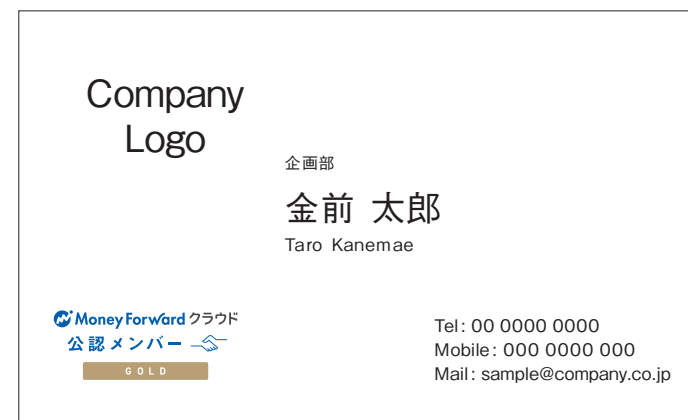 Company
Logo
企画部
金前 太郎
Taro Kanemae
Money Forward クラウド
公認メンバー
GOLD
Tel: 00 0000 0000
Mobile: 000 0000 000
Mail: sample@company.co.jp